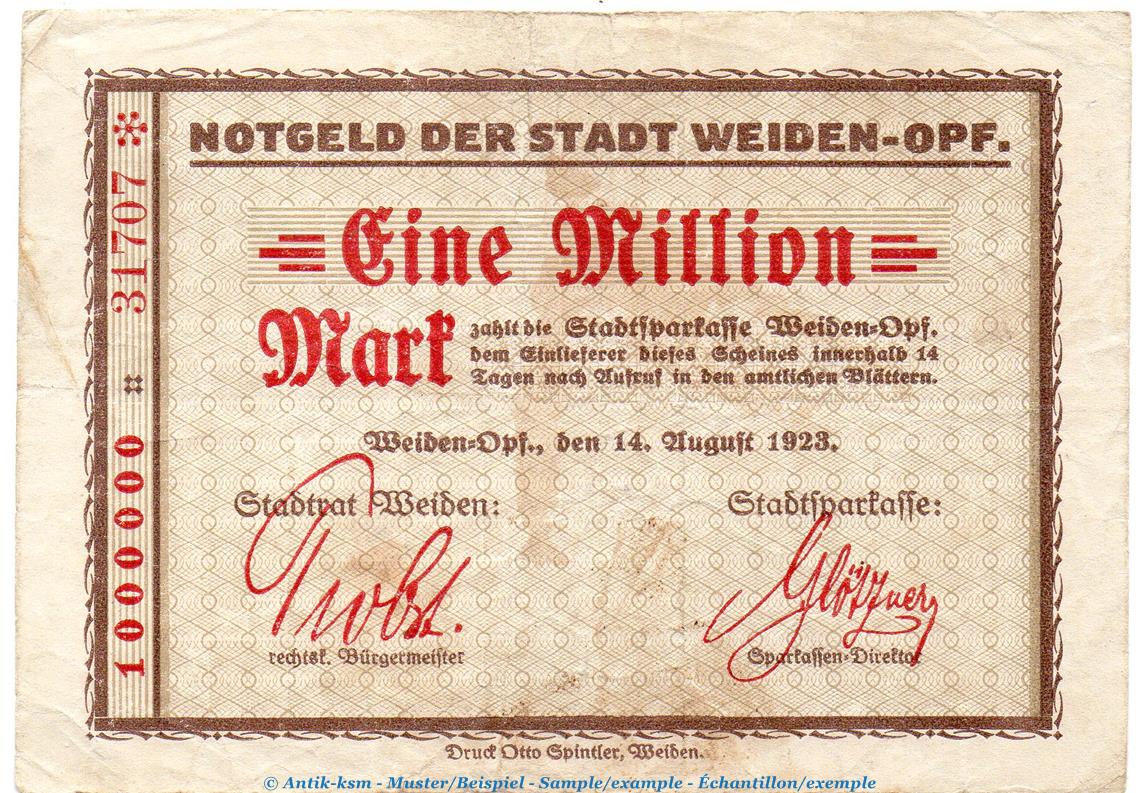 NOTGELD DER STADT WEIDEN-OPF.
Eine Million
Mark zahlt die Stadtsparkasse Weiden-Opf.
dem Einlieferer dieses Scheines innerhalb 14
Tagen nach Aufruf in den amtlichen Blättern.
Weiden-Opf., den 14. August 1923.
Stadtrat Weiden:
Stadtsparkasse:
Probst.
Glötzner
rechtsk. Bürgermeister
Sparkassen-Direktor
1000000 31707
Druck Otto Spintler, Weiden.
© Antik-ksm - Muster/Beispiel - Sample/example - Échantillon/exemple